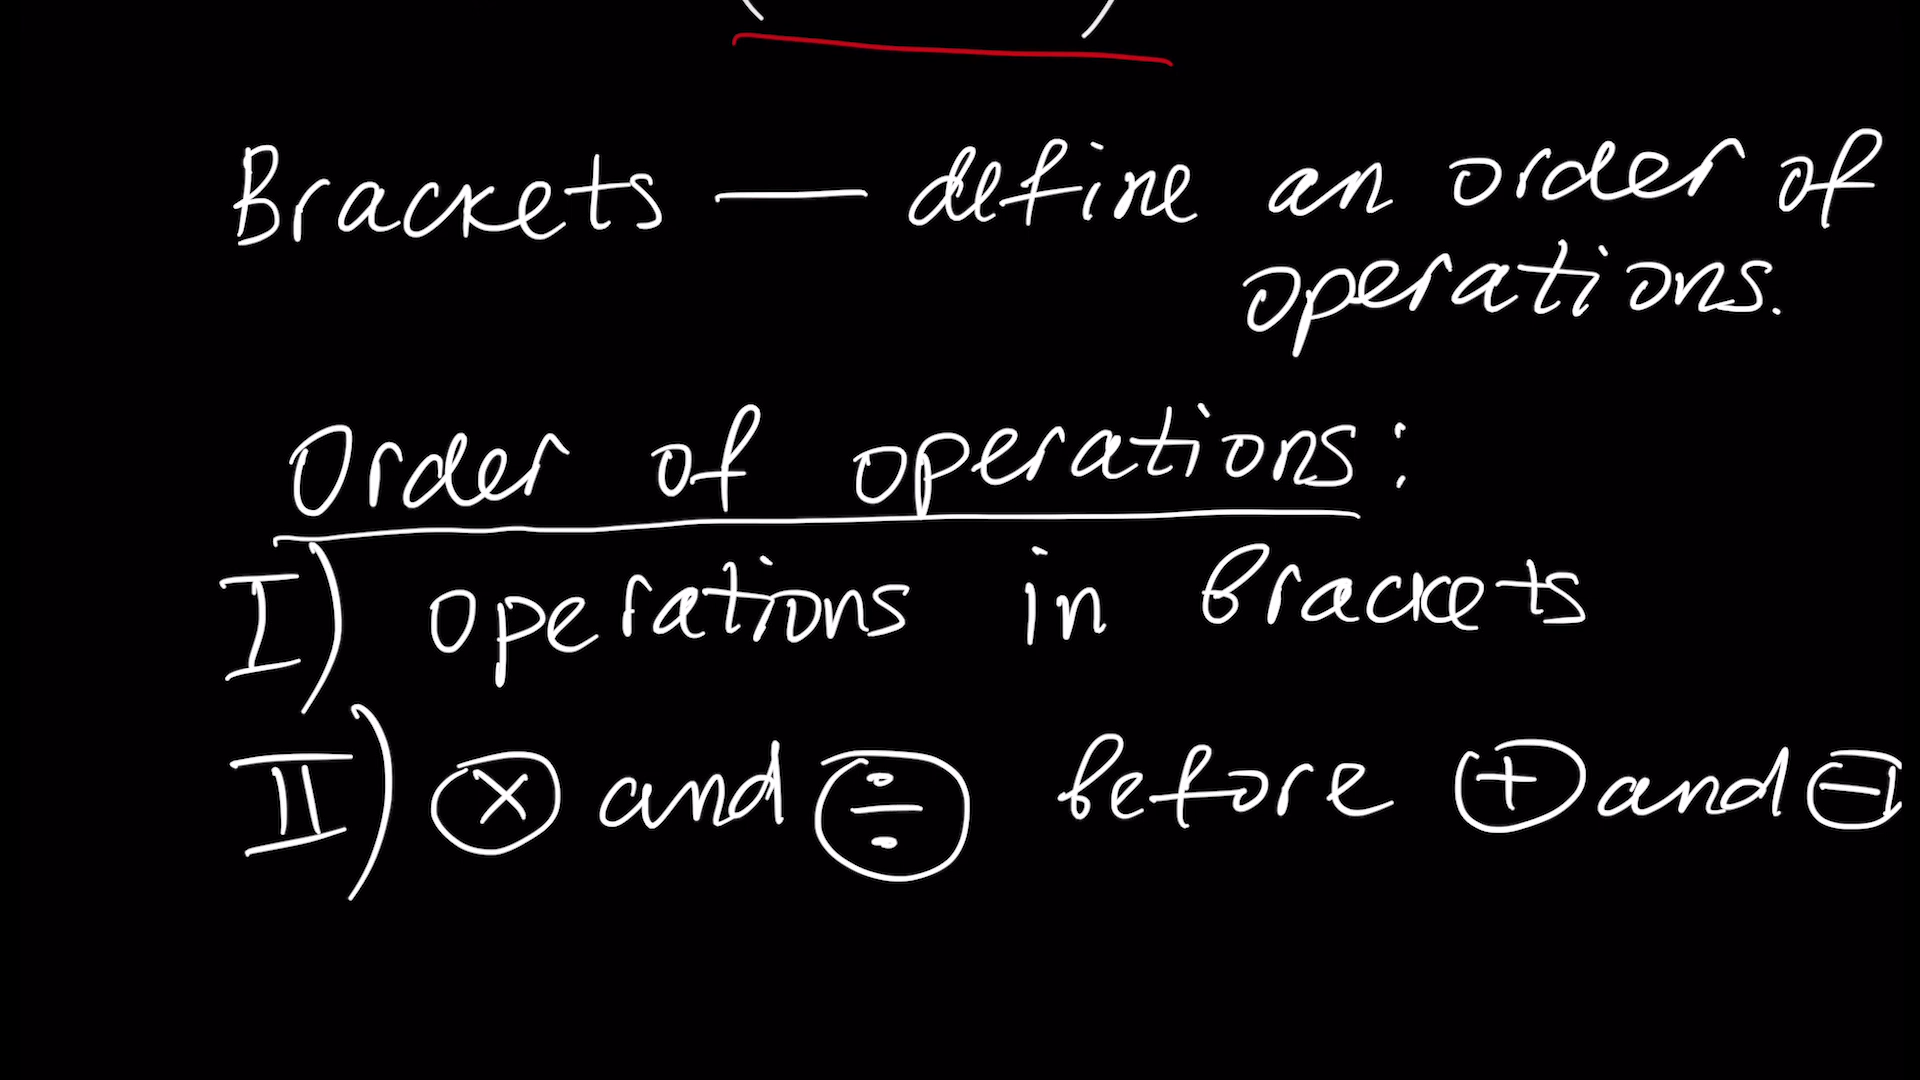 ( )
Brackets — define an order of
operations.
Order of operations:
I) operations in brackets
II) × and ÷ before + and −